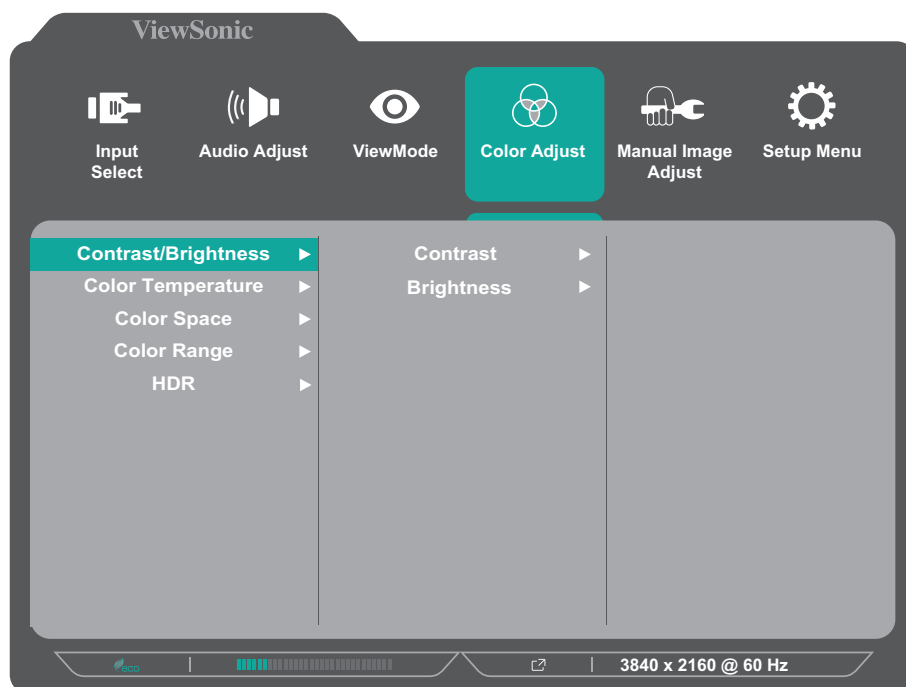 ViewSonic
Input Select
Audio Adjust
ViewMode
Color Adjust
Manual Image Adjust
Setup Menu
Contrast/Brightness
Color Temperature
Color Space
Color Range
HDR
Contrast
Brightness
eco
3840 x 2160 @ 60 Hz